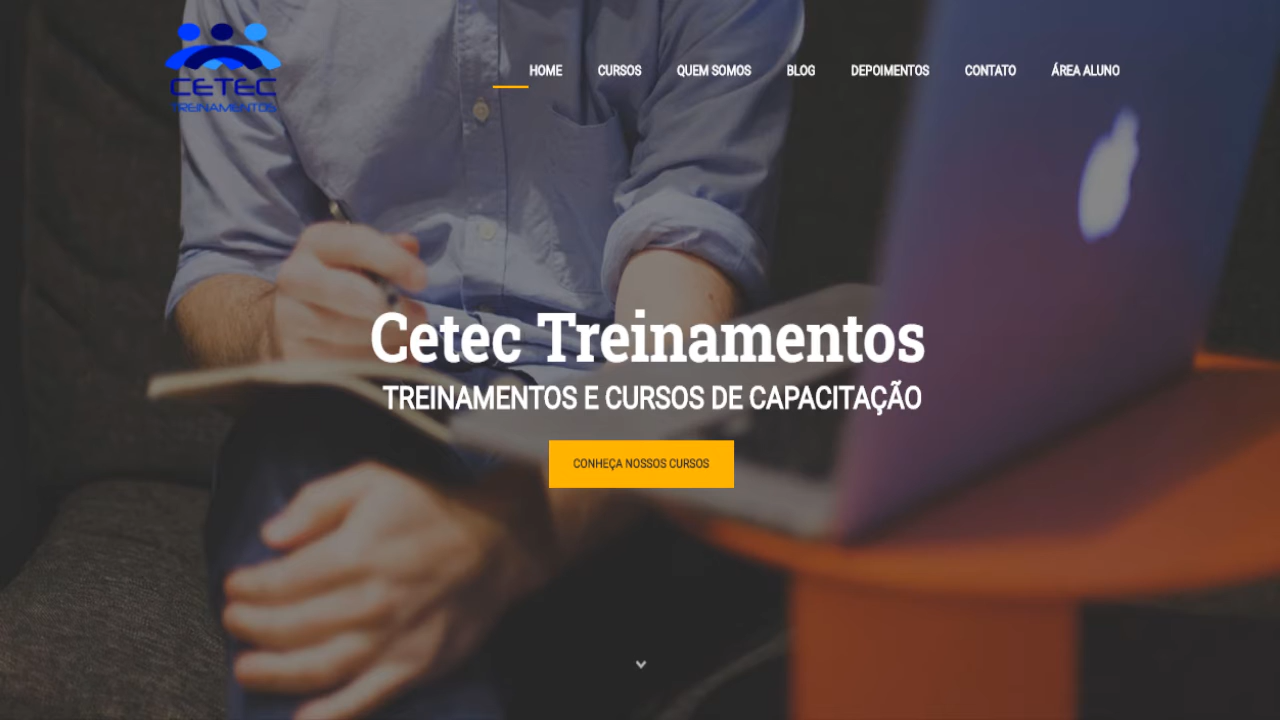 CETEC
TREINAMENTOS
HOME CURSOS QUEM SOMOS BLOG DEPOIMENTOS CONTATO ÁREA ALUNO
Cetec Treinamentos
TREINAMENTOS E CURSOS DE CAPACITAÇÃO
CONHEÇA NOSSOS CURSOS